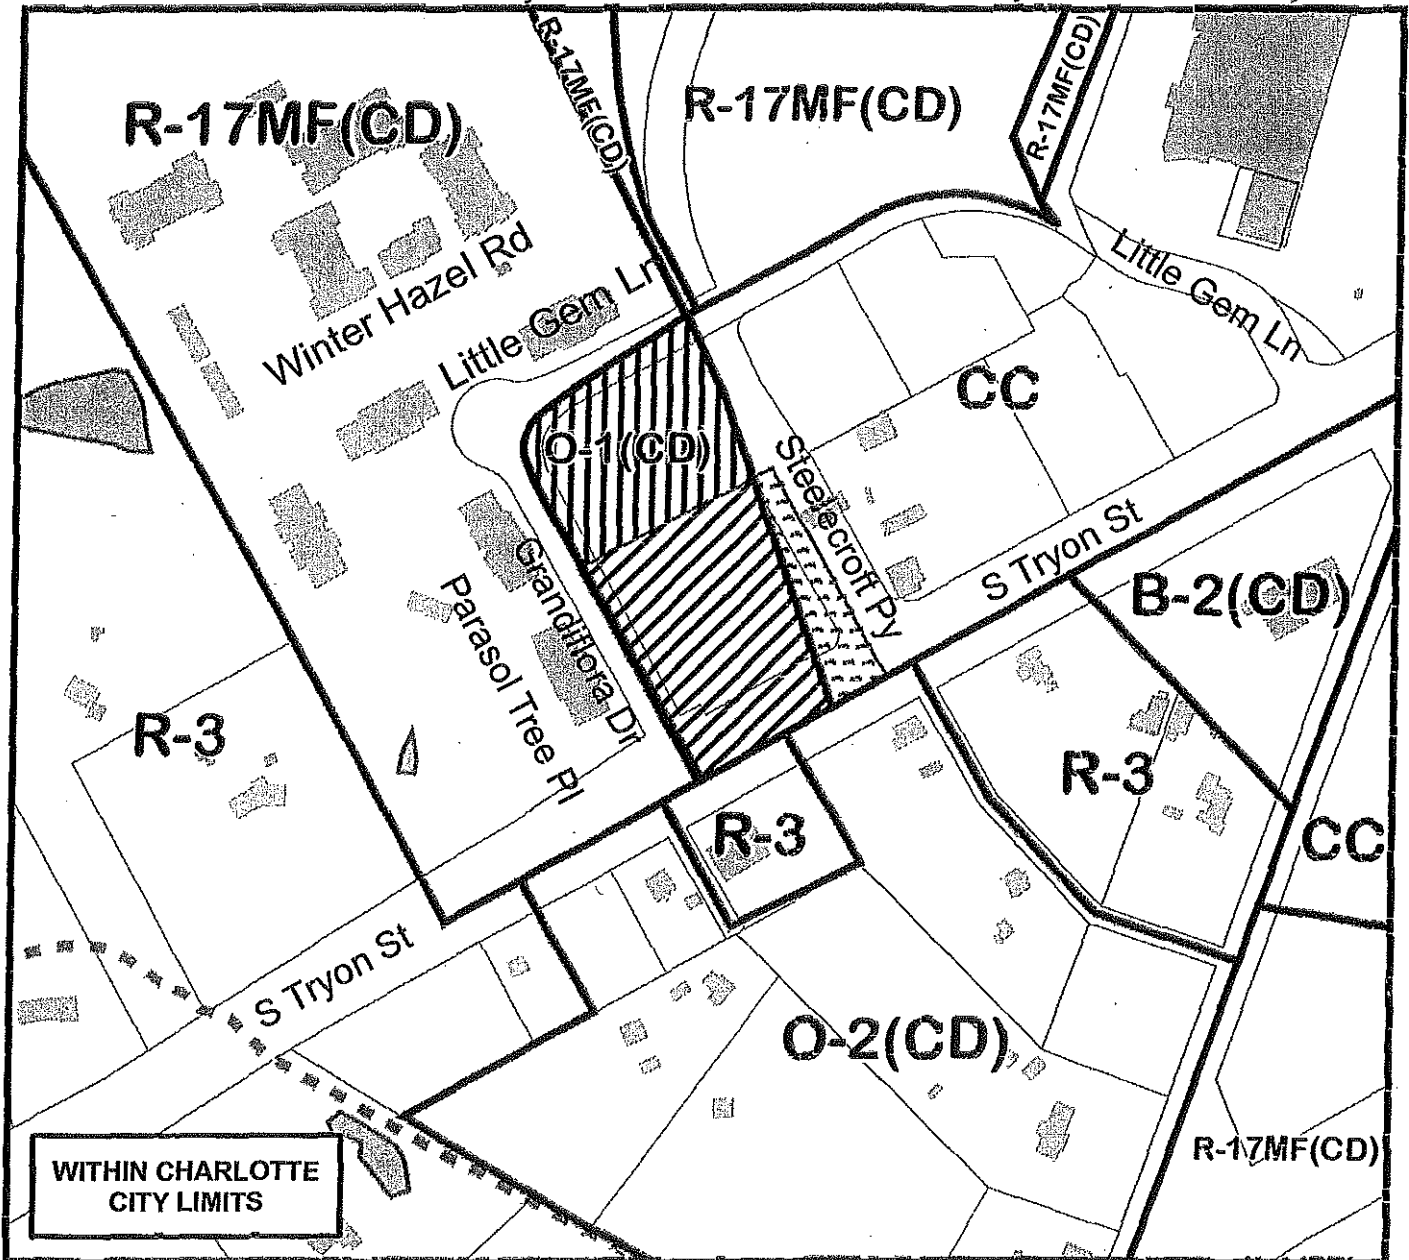 R-17MF(CD)
R-17MF(CD)
R-17MF(CD)
R-17MF(CD)
Winter Hazel Rd
Little Gem Ln
Little Gem Ln
CC
O-1(CD)
Steelecroft Py
S Tryon St
Grandiflora Dr
Parasol Tree Pl
B-2(CD)
R-3
R-3
R-3
CC
S Tryon St
O-2(CD)
R-17MF(CD)
WITHIN CHARLOTTE
CITY LIMITS